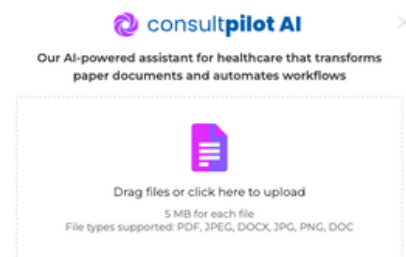 consultpilot AI
Our AI-powered assistant for healthcare that transforms
paper documents and automates workflows
Drag files or click here to upload
5 MB for each file
File types supported: PDF, JPEG, DOCX, JPG, PNG, DOC